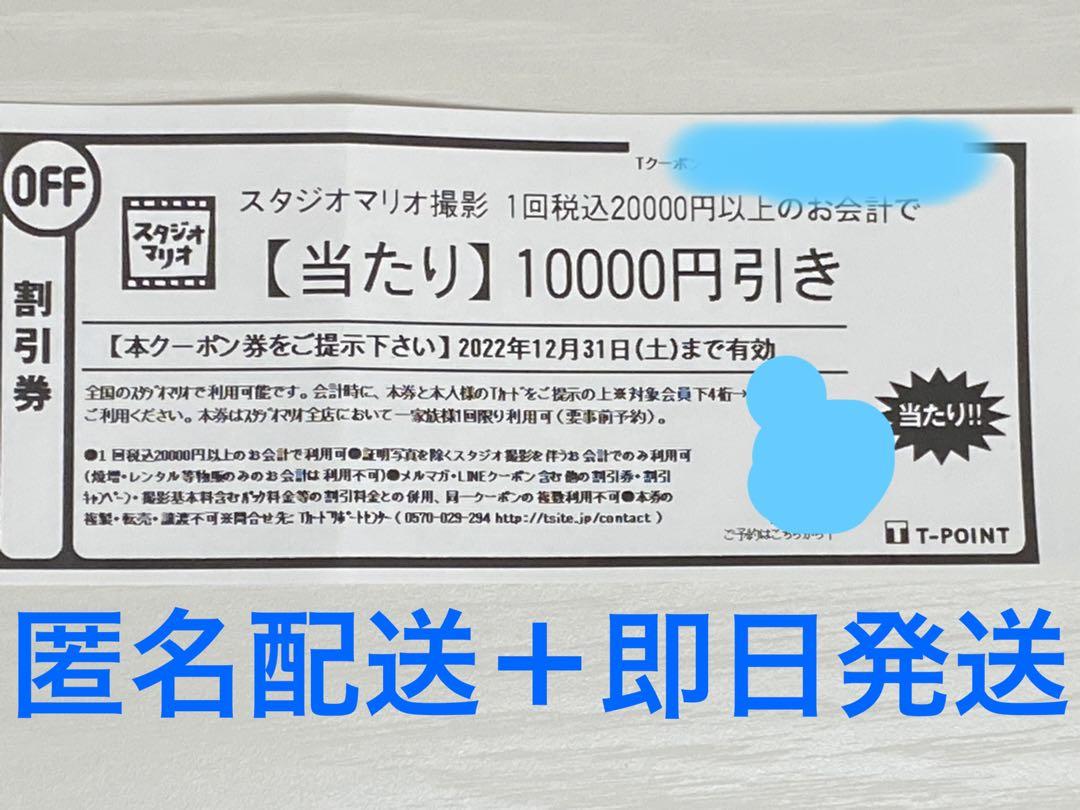 OFF
割引券
スタジオ
マリオ
Tクーポン
スタジオマリオ撮影 1回税込20000円以上のお会計で
【当たり】10000円引き
【本クーポン券をご提示下さい】2022年12月31日(土)まで有効
全国のｽﾀｼﾞｵﾏﾘｵで利用可能です。会計時に、本券と本人様のTｶｰﾄﾞをご提示の上※対象会員下4桁→
ご利用ください。本券はｽﾀｼﾞｵﾏﾘｵ全店において一家族様1回限り利用可(要事前予約)。
●1回税込20000円以上のお会計で利用可●証明写真を除くスタジオ撮影を伴うお会計でのみ利用可
(焼増・レンタル等物販のみのお会計は利用不可)●メルマガ・LINEクーポン含む他の割引券・割引
ｷｬﾝﾍﾟｰﾝ・撮影基本料含むﾊﾟｯｸ料金等の割引料金との併用、同一クーポンの複数利用不可●本券の
複製・転売・譲渡不可※問合せ先:Tｶｰﾄﾞｻﾎﾟｰﾄｾﾝﾀｰ(0570-029-294 http://tsite.jp/contact)
当たり!!
ご予約はこちらから↑
T-POINT
匿名配送＋即日発送